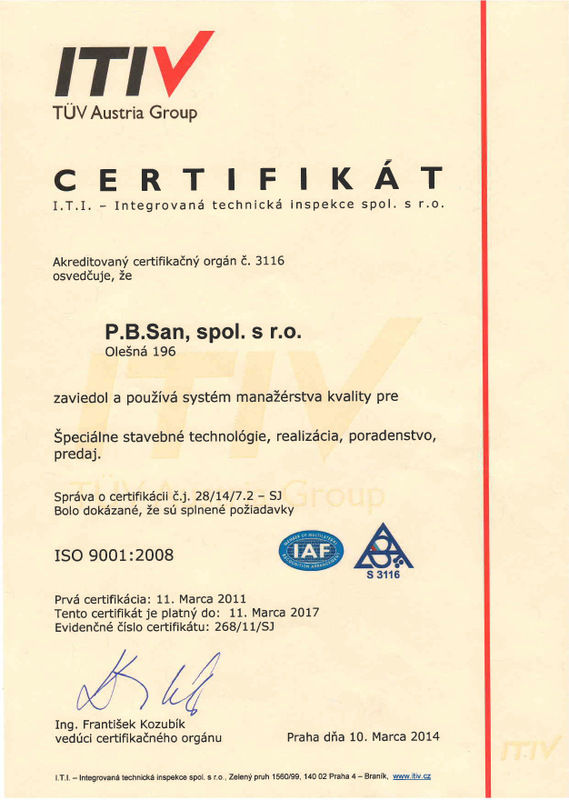 ITIV
TÜV Austria Group
CERTIFIKÁT
I.T.I. – Integrovaná technická inspekce spol. s r.o.
Akreditovaný certifikačný orgán č. 3116
osvedčuje, že
P.B.San, spol. s r.o.
Olešná 196
zaviedol a používá systém manažérstva kvality pre
Špeciálne stavebné technológie, realizácia, poradenstvo,
predaj.
Správa o certifikácii č.j. 28/14/7.2 – SJ
Bolo dokázané, že sú splnené požiadavky
ISO 9001:2008
MEMBER OF MULTILATERAL
IAF
RECOGNITION ARRANGEMENT
S 3116
Prvá certifikácia: 11. Marca 2011
Tento certifikát je platný do: 11. Marca 2017
Evidenčné číslo certifikátu: 268/11/SJ
Ing. František Kozubík
vedúci certifikačného orgánu
Praha dňa 10. Marca 2014
I.T.I. – Integrovaná technická inspekce spol. s r.o., Zelený pruh 1560/99, 140 02 Praha 4 – Braník, www.itiv.cz
ITIV